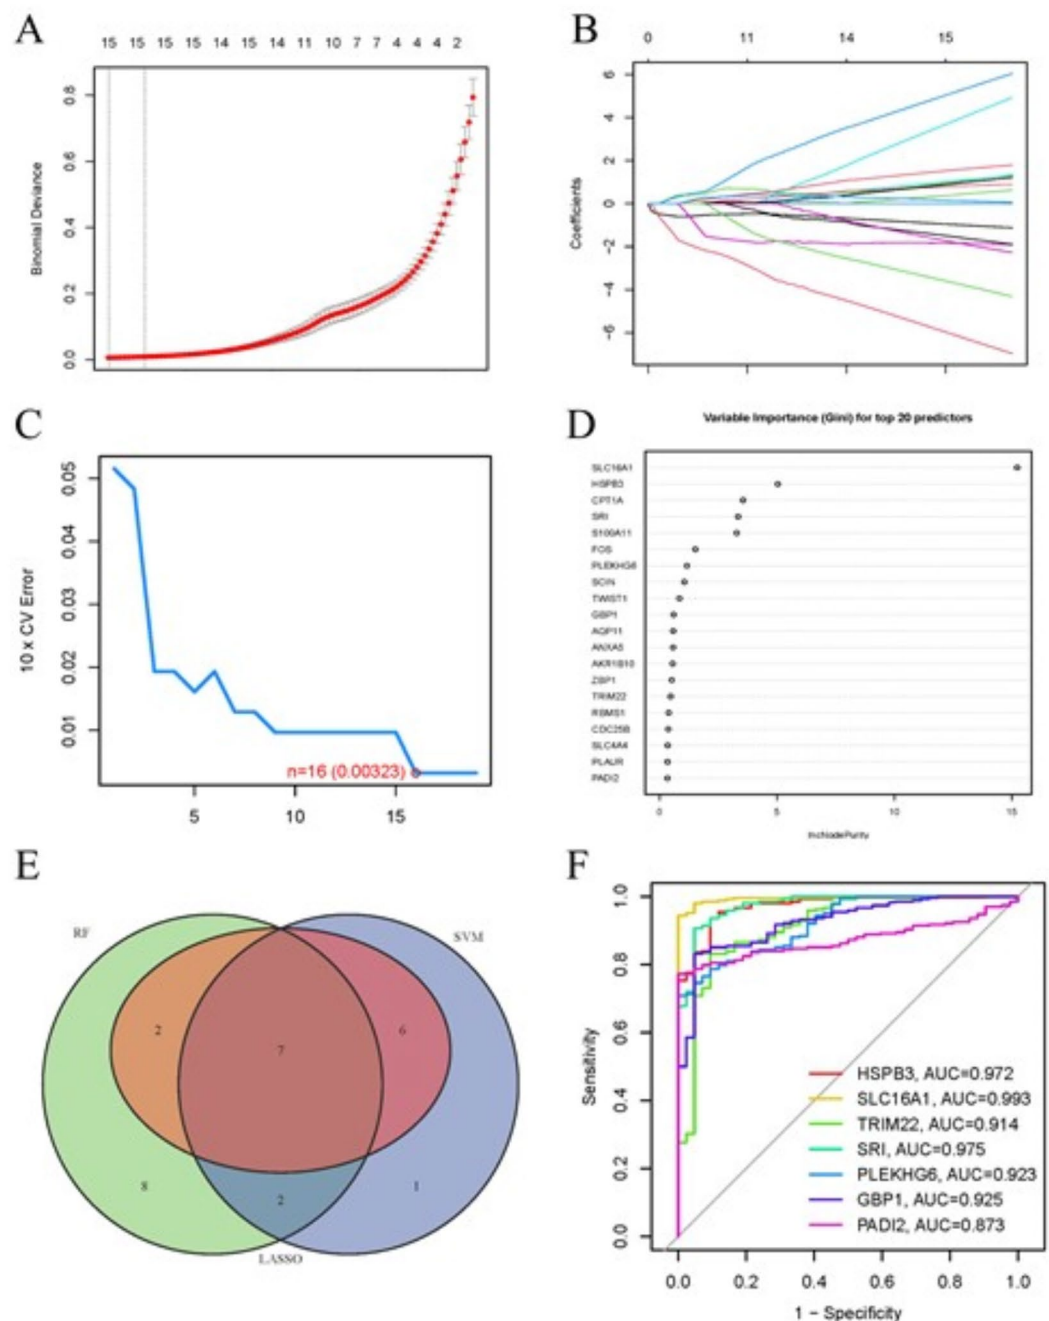 A
15 15 15 15 14 15 14 11 10 7 7 4 4 4 2
Binomial Deviance
0.8
0.6
0.4
0.2
0.0
B
0 11 14 15
Coefficients
6
4
2
0
-2
-4
-6
C
10 x CV Error
0.05
0.04
0.03
0.02
0.01
n=16 (0.00323)
5 10 15
D
Variable Importance (Gini) for top 20 predictors
SLC16A1
HSPB3
CPT1A
SRI
S100A11
FOS
PLEKHG6
SCIN
TWIST1
GBP1
AQP11
ANXA5
AKR1B10
ZBP1
TRIM22
RBMS1
CDC25B
SLC4A4
PLAUR
PADI2
0 5 10 15
IncNodePurity
E
RF
SVM
2
6
7
8
2
1
LASSO
F
Sensitivity
1.0
0.8
0.6
0.4
0.2
0.0
HSPB3, AUC=0.972
SLC16A1, AUC=0.993
TRIM22, AUC=0.914
SRI, AUC=0.975
PLEKHG6, AUC=0.923
GBP1, AUC=0.925
PADI2, AUC=0.873
0.0 0.2 0.4 0.6 0.8 1.0
1 − Specificity